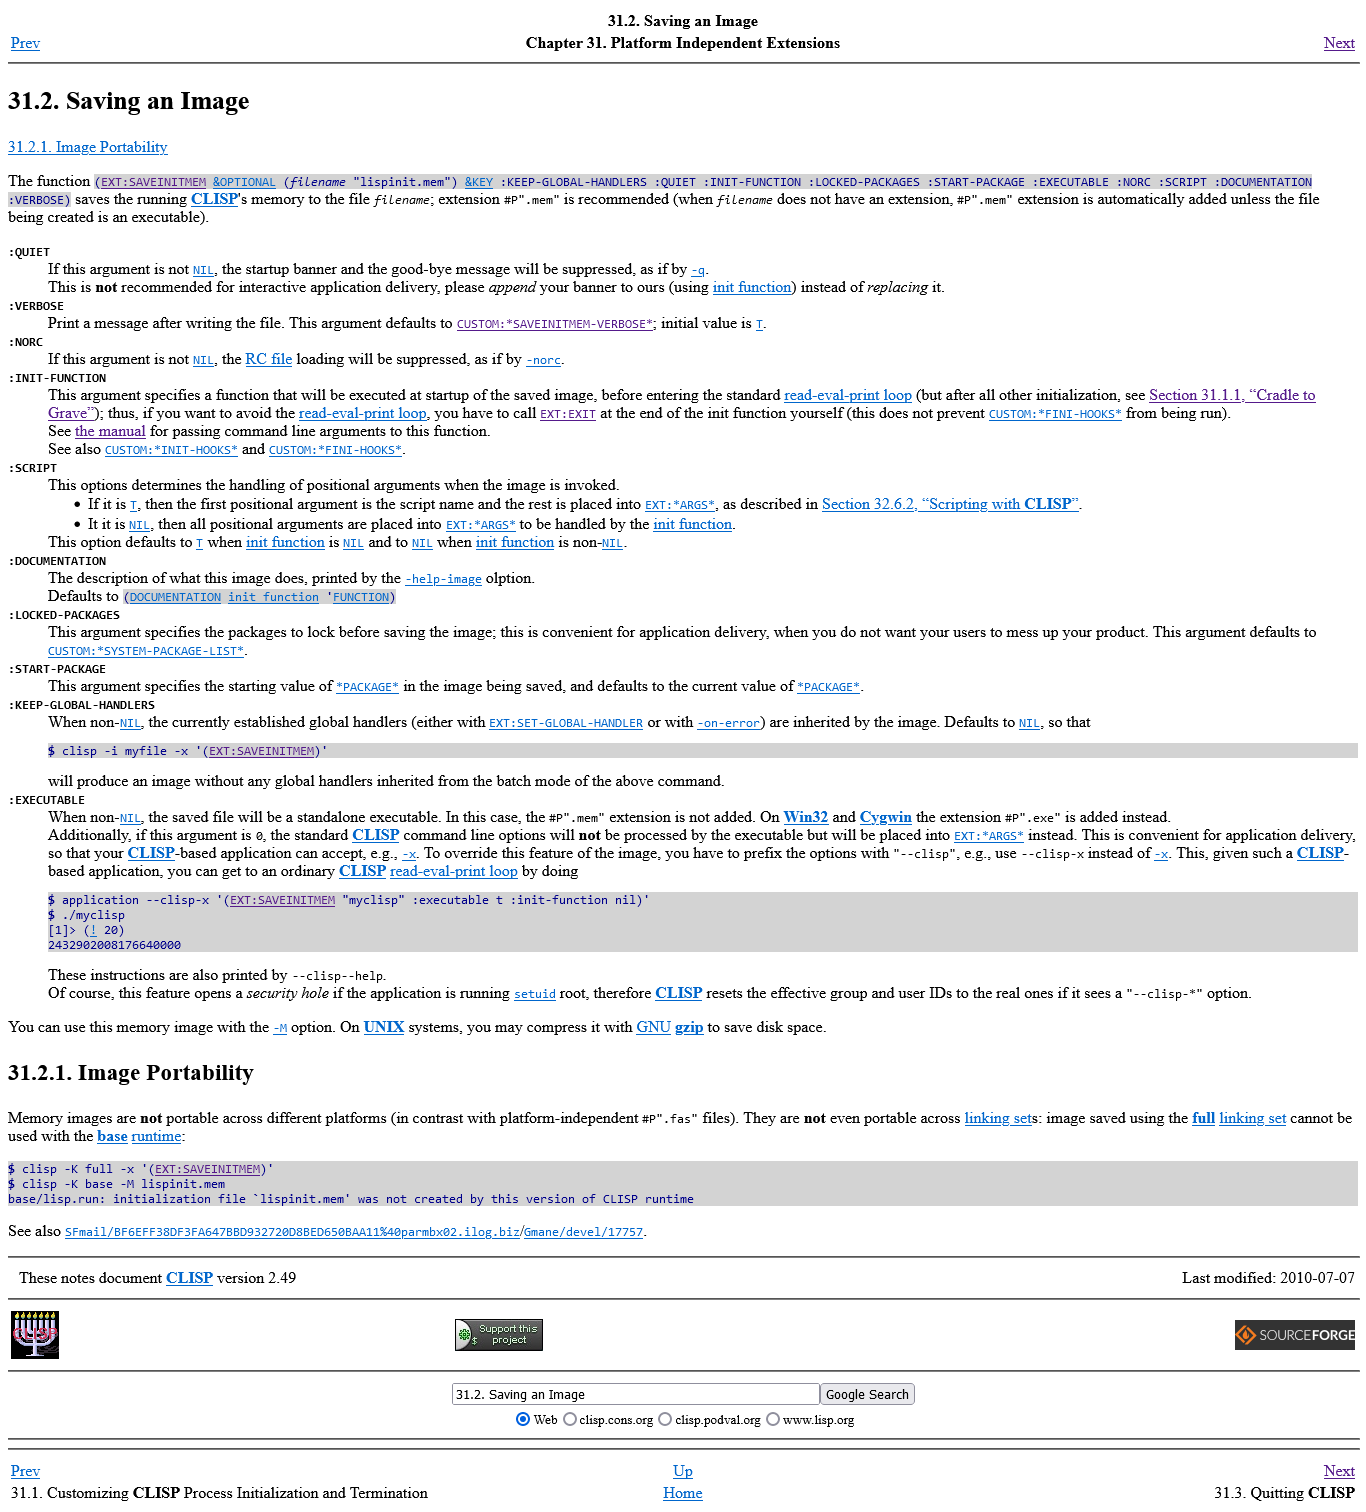 31.2. Saving an Image
Prev
Chapter 31. Platform Independent Extensions
Next
31.2. Saving an Image
31.2.1. Image Portability
The function (EXT:SAVEINITMEM &OPTIONAL (filename "lispinit.mem") &KEY :KEEP-GLOBAL-HANDLERS :QUIET :INIT-FUNCTION :LOCKED-PACKAGES :START-PACKAGE :EXECUTABLE :NORC :SCRIPT :DOCUMENTATION
:VERBOSE) saves the running CLISP's memory to the file filename; extension #P".mem" is recommended (when filename does not have an extension, #P".mem" extension is automatically added unless the file
being created is an executable).
:QUIET
If this argument is not NIL, the startup banner and the good-bye message will be suppressed, as if by -q.
This is not recommended for interactive application delivery, please append your banner to ours (using init function) instead of replacing it.
:VERBOSE
Print a message after writing the file. This argument defaults to CUSTOM:*SAVEINITMEM-VERBOSE*; initial value is T.
:NORC
If this argument is not NIL, the RC file loading will be suppressed, as if by -norc.
:INIT-FUNCTION
This argument specifies a function that will be executed at startup of the saved image, before entering the standard read-eval-print loop (but after all other initialization, see Section 31.1.1, “Cradle to
Grave”); thus, if you want to avoid the read-eval-print loop, you have to call EXT:EXIT at the end of the init function yourself (this does not prevent CUSTOM:*FINI-HOOKS* from being run).
See the manual for passing command line arguments to this function.
See also CUSTOM:*INIT-HOOKS* and CUSTOM:*FINI-HOOKS*.
:SCRIPT
This options determines the handling of positional arguments when the image is invoked.
• If it is T, then the first positional argument is the script name and the rest is placed into EXT:*ARGS*, as described in Section 32.6.2, “Scripting with CLISP”.
• It it is NIL, then all positional arguments are placed into EXT:*ARGS* to be handled by the init function.
This option defaults to T when init function is NIL and to NIL when init function is non-NIL.
:DOCUMENTATION
The description of what this image does, printed by the -help-image olption.
Defaults to (DOCUMENTATION init function 'FUNCTION)
:LOCKED-PACKAGES
This argument specifies the packages to lock before saving the image; this is convenient for application delivery, when you do not want your users to mess up your product. This argument defaults to
CUSTOM:*SYSTEM-PACKAGE-LIST*.
:START-PACKAGE
This argument specifies the starting value of *PACKAGE* in the image being saved, and defaults to the current value of *PACKAGE*.
:KEEP-GLOBAL-HANDLERS
When non-NIL, the currently established global handlers (either with EXT:SET-GLOBAL-HANDLER or with -on-error) are inherited by the image. Defaults to NIL, so that
$ clisp -i myfile -x '(EXT:SAVEINITMEM)'
will produce an image without any global handlers inherited from the batch mode of the above command.
:EXECUTABLE
When non-NIL, the saved file will be a standalone executable. In this case, the #P".mem" extension is not added. On Win32 and Cygwin the extension #P".exe" is added instead.
Additionally, if this argument is 0, the standard CLISP command line options will not be processed by the executable but will be placed into EXT:*ARGS* instead. This is convenient for application delivery,
so that your CLISP-based application can accept, e.g., -x. To override this feature of the image, you have to prefix the options with "--clisp", e.g., use --clisp-x instead of -x. This, given such a CLISP-
based application, you can get to an ordinary CLISP read-eval-print loop by doing
$ application --clisp-x '(EXT:SAVEINITMEM "myclisp" :executable t :init-function nil)'
$ ./myclisp
[1]> (! 20)
2432902008176640000
These instructions are also printed by --clisp--help.
Of course, this feature opens a security hole if the application is running setuid root, therefore CLISP resets the effective group and user IDs to the real ones if it sees a "--clisp-*" option.
You can use this memory image with the -M option. On UNIX systems, you may compress it with GNU gzip to save disk space.
31.2.1. Image Portability
Memory images are not portable across different platforms (in contrast with platform-independent #P".fas" files). They are not even portable across linking sets: image saved using the full linking set cannot be
used with the base runtime:
$ clisp -K full -x '(EXT:SAVEINITMEM)'
$ clisp -K base -M lispinit.mem
base/lisp.run: initialization file `lispinit.mem' was not created by this version of CLISP runtime
See also SFmail/BF6EFF38DF3FA647BBD932720D8BED650BAA11%40parmbx02.ilog.biz/Gmane/devel/17757.
These notes document CLISP version 2.49
Last modified: 2010-07-07
CLISP
Support this
project
SOURCEFORGE
31.2. Saving an Image
Google Search
Web clisp.cons.org clisp.podval.org www.lisp.org
Prev
Up
Next
31.1. Customizing CLISP Process Initialization and Termination
Home
31.3. Quitting CLISP